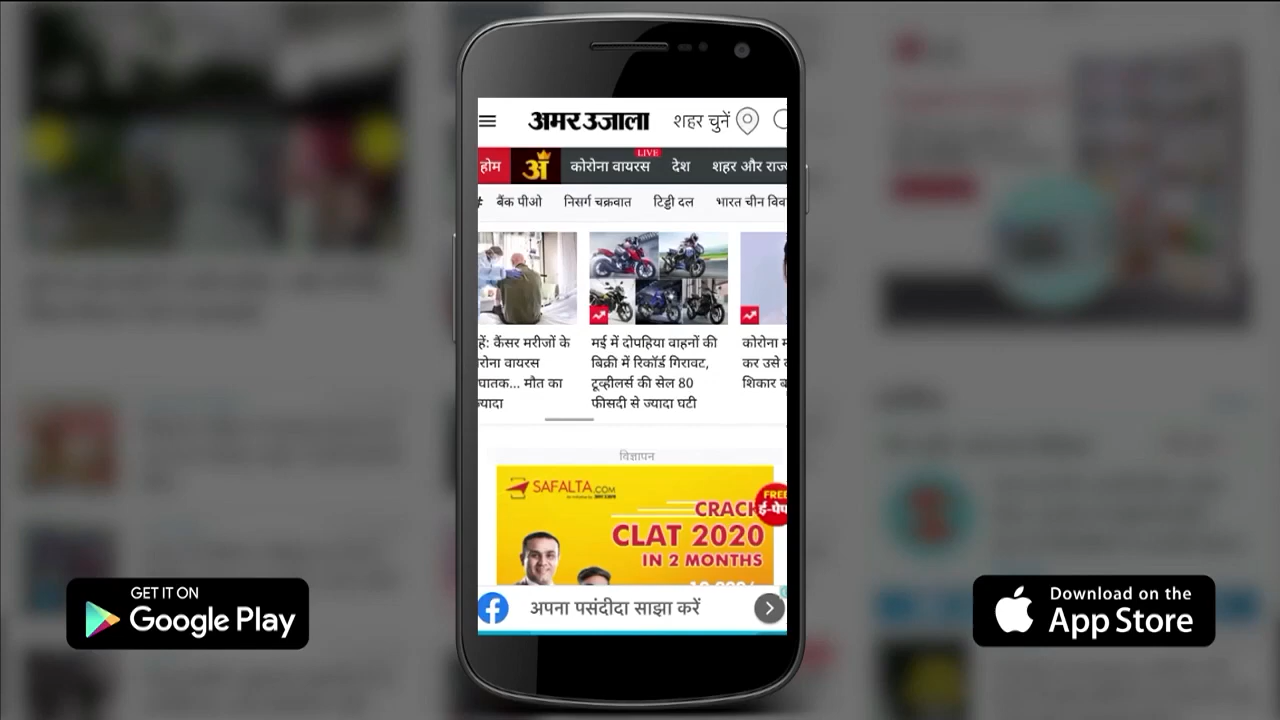 अमर उजाला
शहर चुनें
LIVE
होम
अ
कोरोना वायरस
देश
शहर और राज्
# बैंक पीओ
निसर्ग चक्रवात
टिड्डी दल
भारत चीन विव
हें: कैंसर मरीजों के
रोना वायरस
घातक... मौत का
ज्यादा
मई में दोपहिया वाहनों की
बिक्री में रिकॉर्ड गिरावट,
टूव्हीलर्स की सेल 80
फीसदी से ज्यादा घटी
कोरोना म
कर उसे
शिकार ब
विज्ञापन
SAFALTA.COM
CRACK
CLAT 2020
IN 2 MONTHS
FREE
ई-पेप
अपना पसंदीदा साझा करें
GET IT ON
Google Play
Download on the
App Store